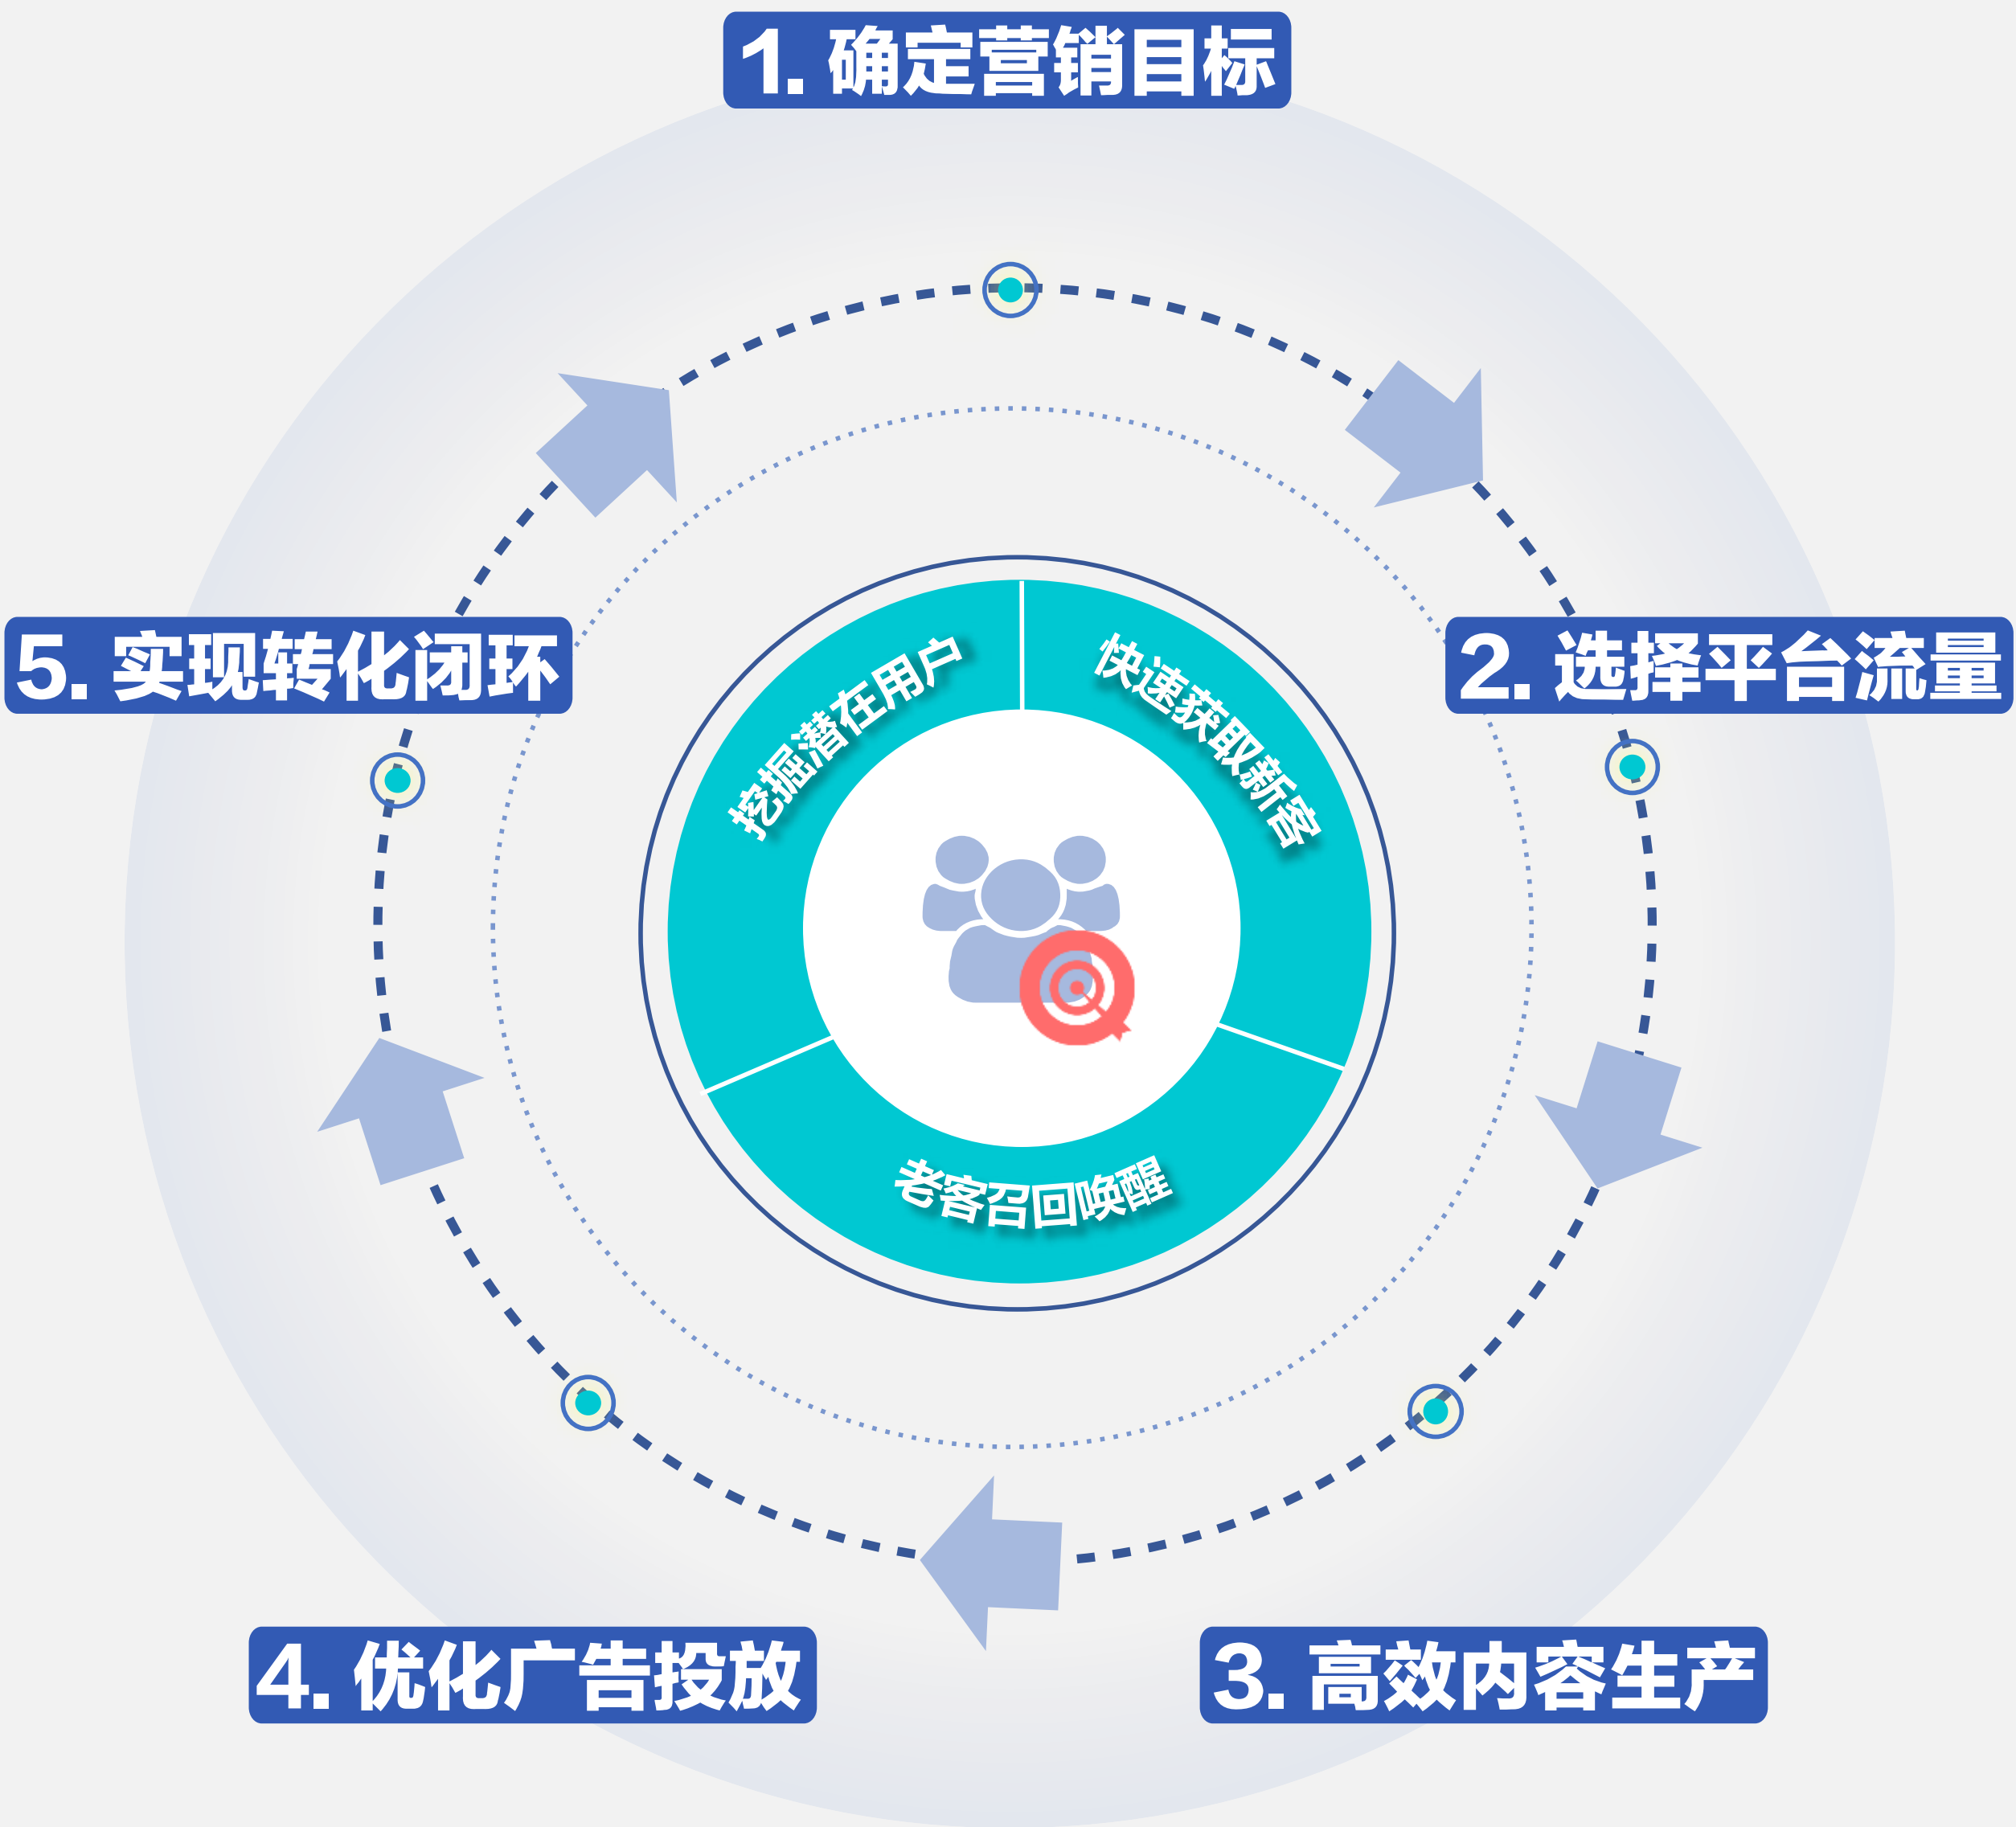 1. 确定营销目标
5. 实现转化闭环
2. 选择平台流量
挖掘潜在用户
快速获取新客
老客召回唤醒
4. 优化广告投放
3. 高效内容生产